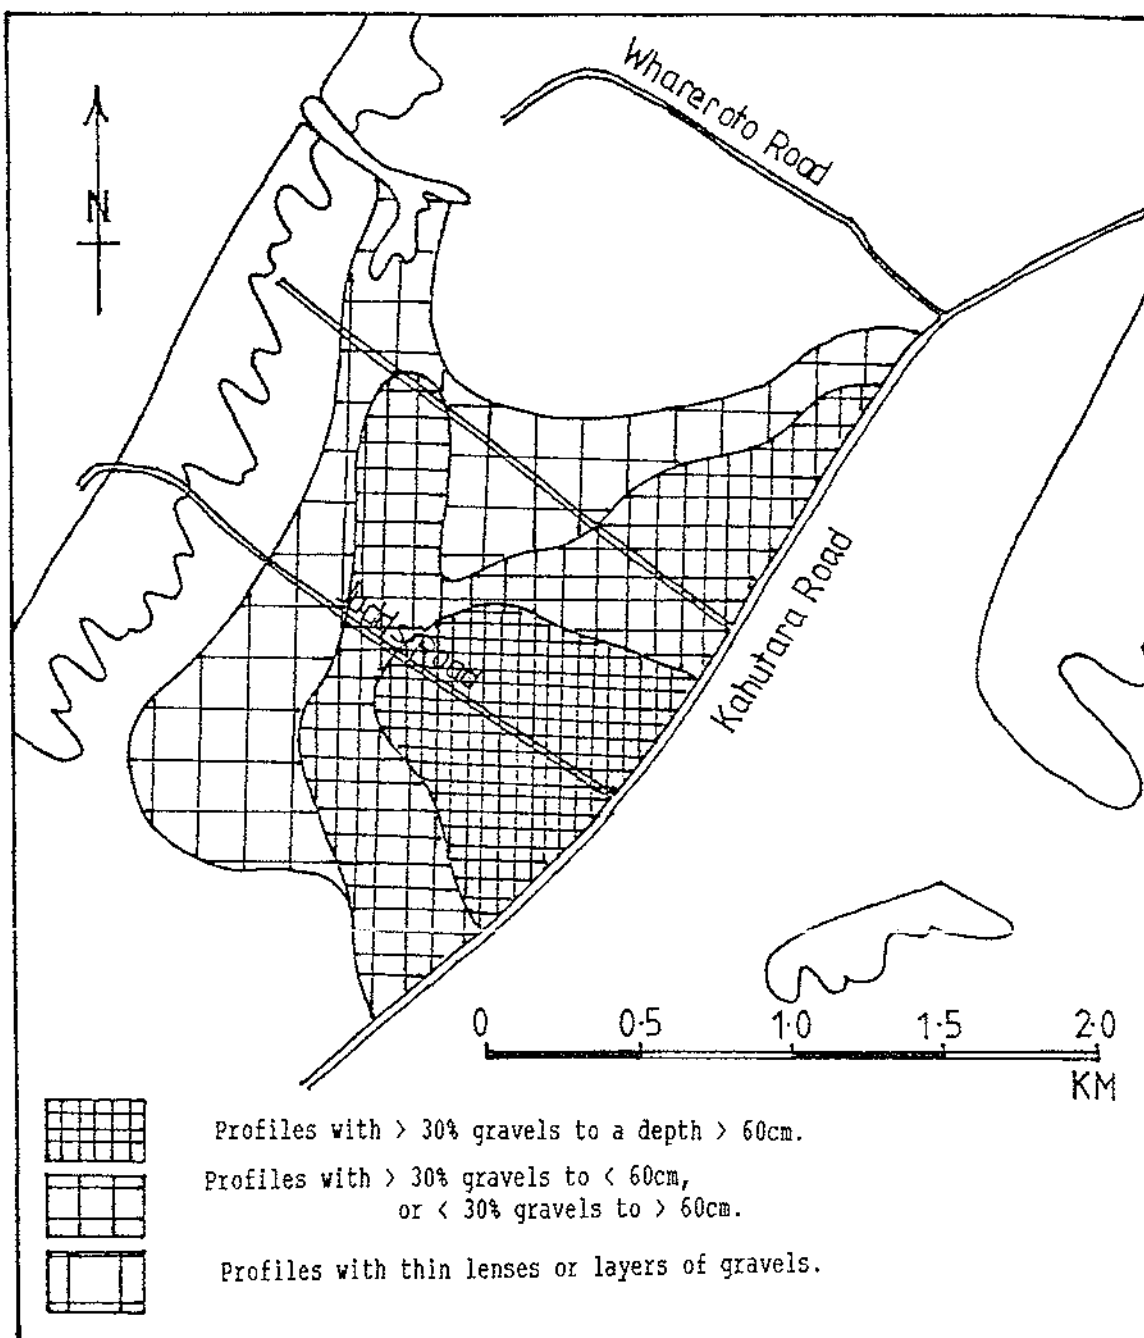 Whareroto Road
N
Kahutara Road
0 0·5 1·0 1·5 2·0
KM
Profiles with > 30% gravels to a depth > 60cm.
Profiles with > 30% gravels to < 60cm,
or < 30% gravels to > 60cm.
Profiles with thin lenses or layers of gravels.